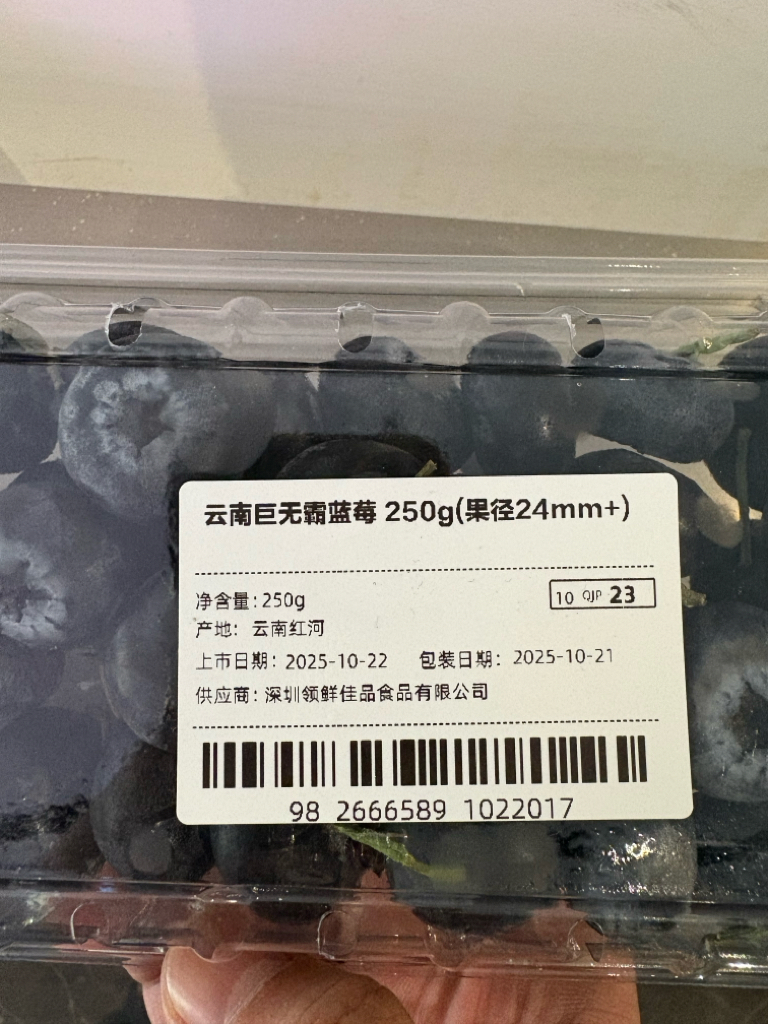 云南巨无霸蓝莓 250g(果径24mm+)
净含量:250g
10 QJP 23
产地: 云南红河
上市日期: 2025-10-22 包装日期: 2025-10-21
供应商: 深圳领鲜佳品食品有限公司
98 2666589 1022017